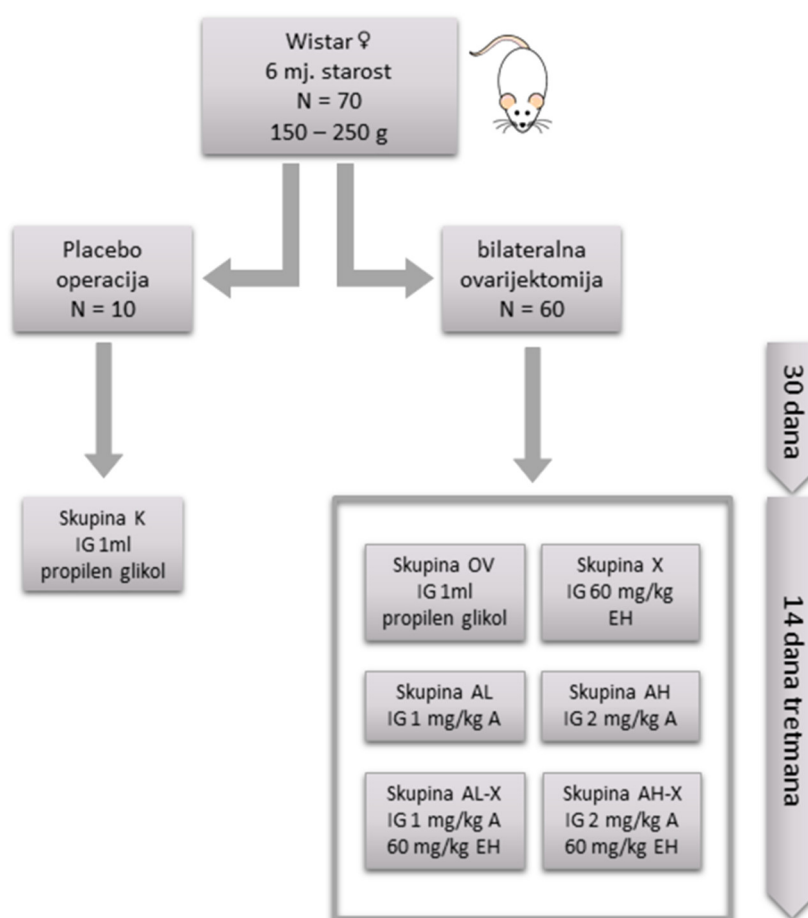 Wistar ♀
6 mj. starost
N = 70
150 – 250 g
Placebo
operacija
N = 10
bilateralna
ovarijektomija
N = 60
30 dana
Skupina K
IG 1ml
propilen glikol
Skupina OV
IG 1ml
propilen glikol
Skupina X
IG 60 mg/kg
EH
Skupina AL
IG 1 mg/kg A
Skupina AH
IG 2 mg/kg A
Skupina AL-X
IG 1 mg/kg A
60 mg/kg EH
Skupina AH-X
IG 2 mg/kg A
60 mg/kg EH
14 dana tretmana